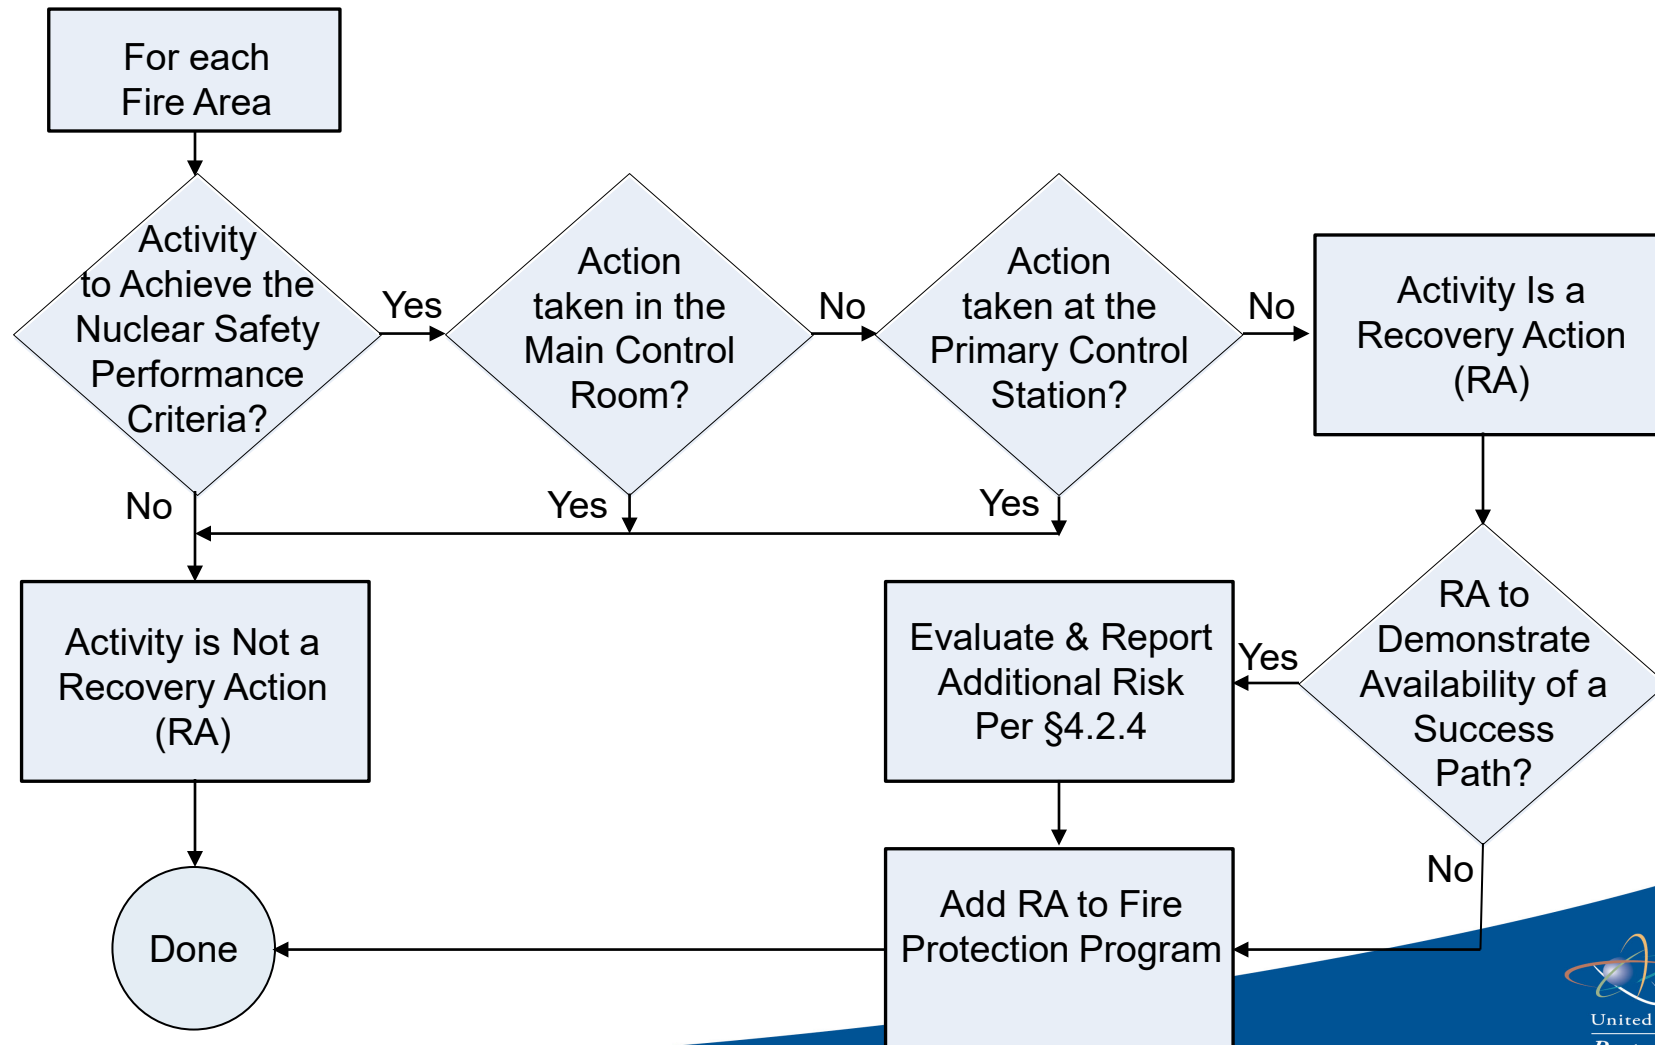 For each
Fire Area
Activity
to Achieve the
Nuclear Safety
Performance
Criteria?
Yes
Action
taken in the
Main Control
Room?
No
Action
taken at the
Primary Control
Station?
No
Activity Is a
Recovery Action
(RA)
No
Yes
Yes
Activity is Not a
Recovery Action
(RA)
Evaluate & Report
Additional Risk
Per §4.2.4
Yes
RA to
Demonstrate
Availability of a
Success
Path?
No
Add RA to Fire
Protection Program
Done
United